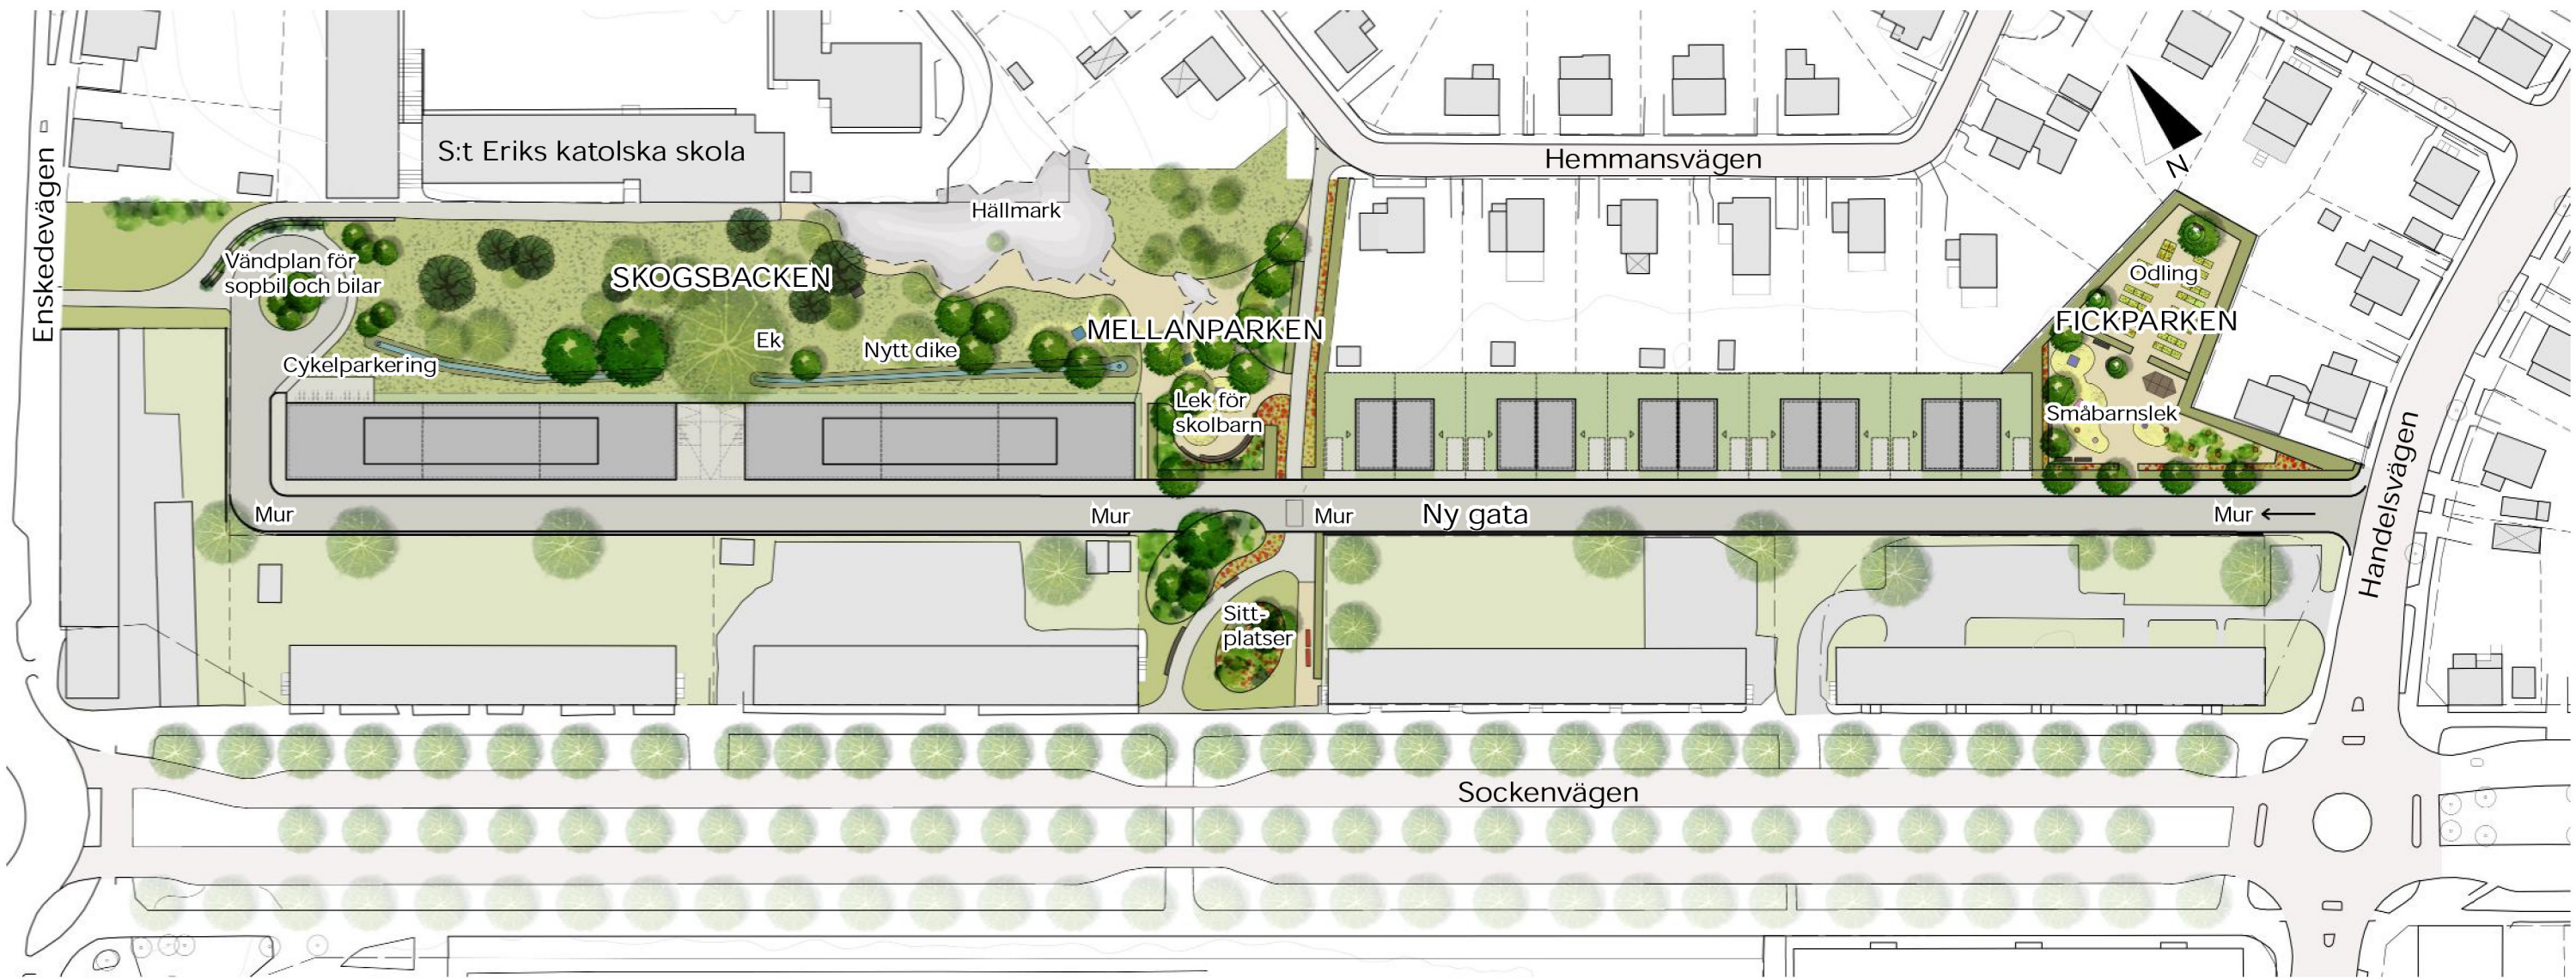 S:t Eriks katolska skola
Hemmansvägen
N
Enskedevägen
Hällmark
Vändplan för
sopbil och bilar
SKOGSBACKEN
Odling
MELLANPARKEN
FICKPARKEN
Ek
Nytt dike
Cykelparkering
Lek för
skolbarn
Småbarnslek
Handelsvägen
Mur
Mur
Mur
Ny gata
Mur
Sitt-
platser
Sockenvägen